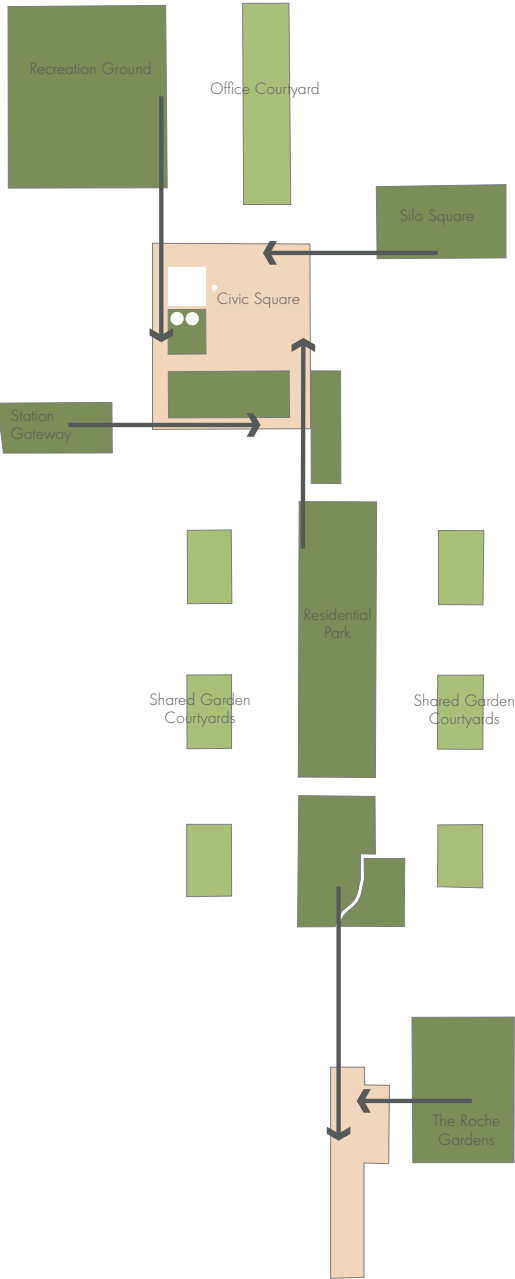 Recreation Ground
Office Courtyard
Silo Square
Civic Square
Station
Gateway
Residential
Park
Shared Garden
Courtyards
Shared Garden
Courtyards
The Roche
Gardens